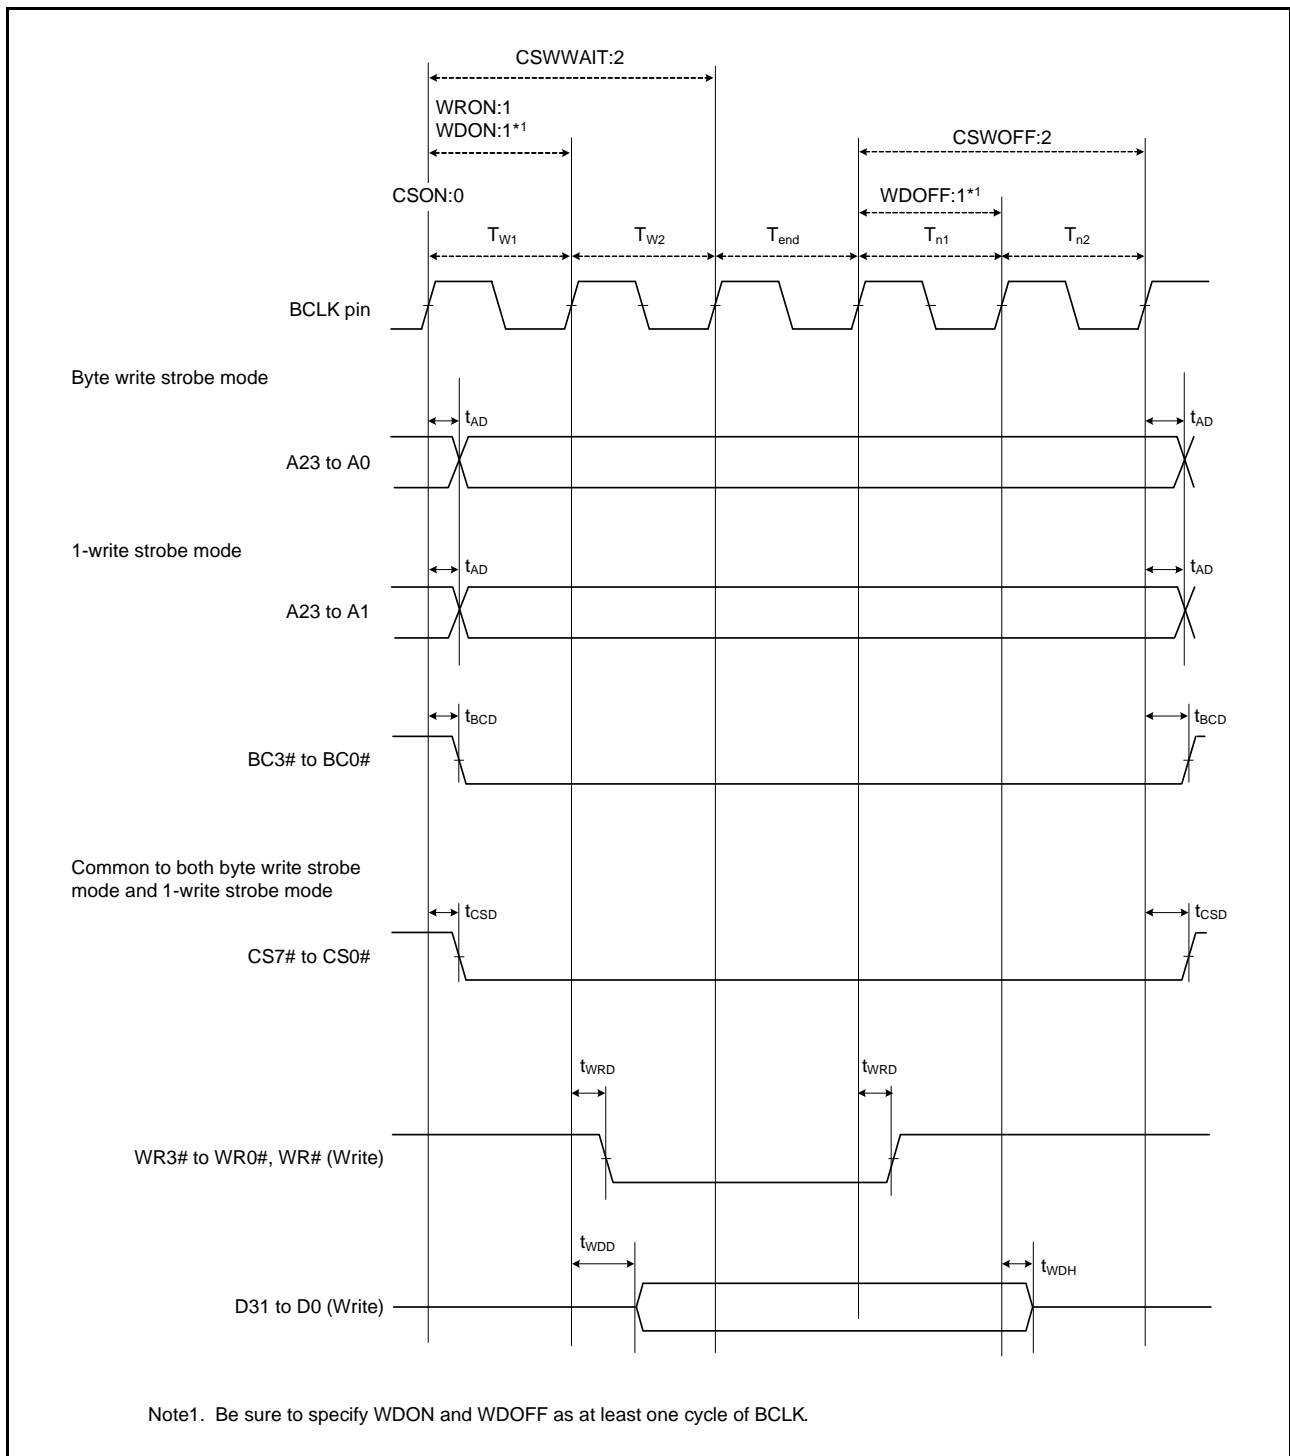 CSWWAIT:2
WRON:1
WDON:1*1
CSWOFF:2
CSON:0
WDOFF:1*1
TW1
TW2
Tend
Tn1
Tn2
BCLK pin
Byte write strobe mode
tAD
tAD
A23 to A0
1-write strobe mode
tAD
tAD
A23 to A1
tBCD
tBCD
BC3# to BC0#
Common to both byte write strobe
mode and 1-write strobe mode
tCSD
tCSD
CS7# to CS0#
tWRD
tWRD
WR3# to WR0#, WR# (Write)
tWDD
tWDH
D31 to D0 (Write)
Note1. Be sure to specify WDON and WDOFF as at least one cycle of BCLK.